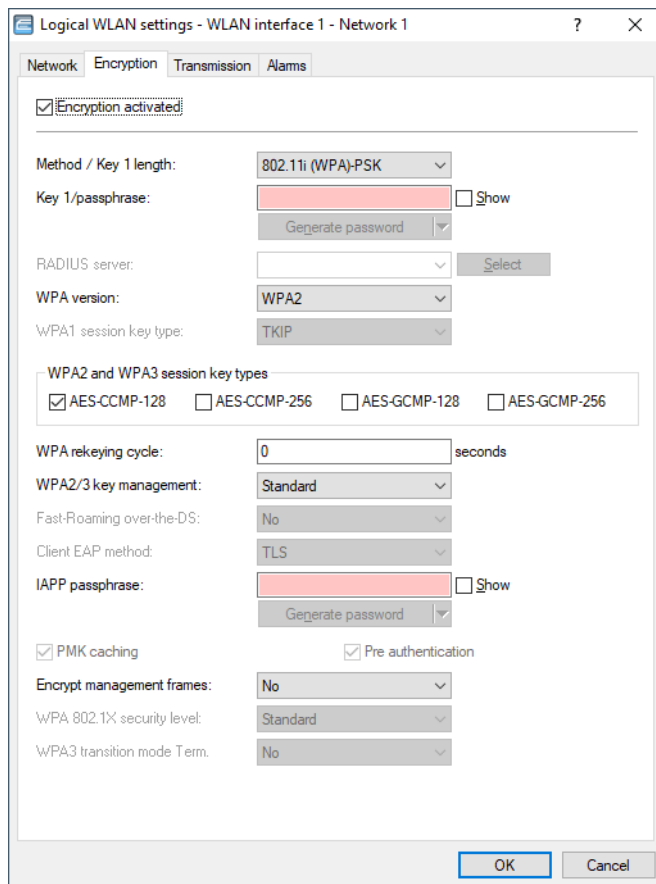 Logical WLAN settings - WLAN interface 1 - Network 1 ?
Network Encryption Transmission Alarms
Encryption activated
Method / Key 1 length: 802.11i (WPA)-PSK
Key 1/passphrase: Show
Generate password
RADIUS server: Select
WPA version: WPA2
WPA1 session key type: TKIP
WPA2 and WPA3 session key types
AES-CCMP-128 AES-CCMP-256 AES-GCMP-128 AES-GCMP-256
WPA rekeying cycle: 0 seconds
WPA2/3 key management: Standard
Fast-Roaming over-the-DS: No
Client EAP method: TLS
IAPP passphrase: Show
Generate password
PMK caching Pre authentication
Encrypt management frames: No
WPA 802.1X security level: Standard
WPA3 transition mode Term. No
OK Cancel